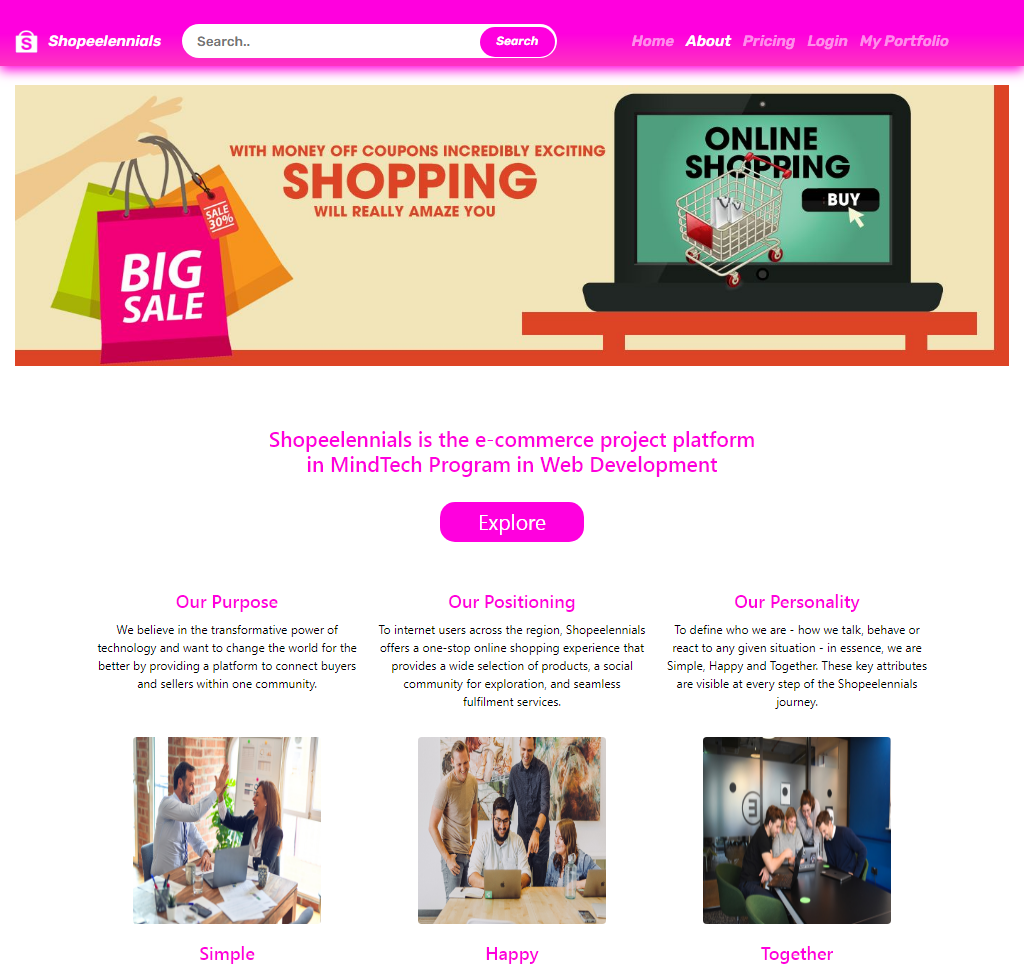 Shopeelennials
Search..
Search
Home About Pricing Login My Portfolio
WITH MONEY OFF COUPONS INCREDIBLY EXCITING
SHOPPING
WILL REALLY AMAZE YOU
SALE
30%
BIG
SALE
ONLINE
SHOPPING
BUY
Shopeelennials is the e-commerce project platform
in MindTech Program in Web Development
Explore
Our Purpose
We believe in the transformative power of
technology and want to change the world for the
better by providing a platform to connect buyers
and sellers within one community.
Our Positioning
To internet users across the region, Shopeelennials
offers a one-stop online shopping experience that
provides a wide selection of products, a social
community for exploration, and seamless
fulfilment services.
Our Personality
To define who we are - how we talk, behave or
react to any given situation - in essence, we are
Simple, Happy and Together. These key attributes
are visible at every step of the Shopeelennials
journey.
Simple
Happy
Together